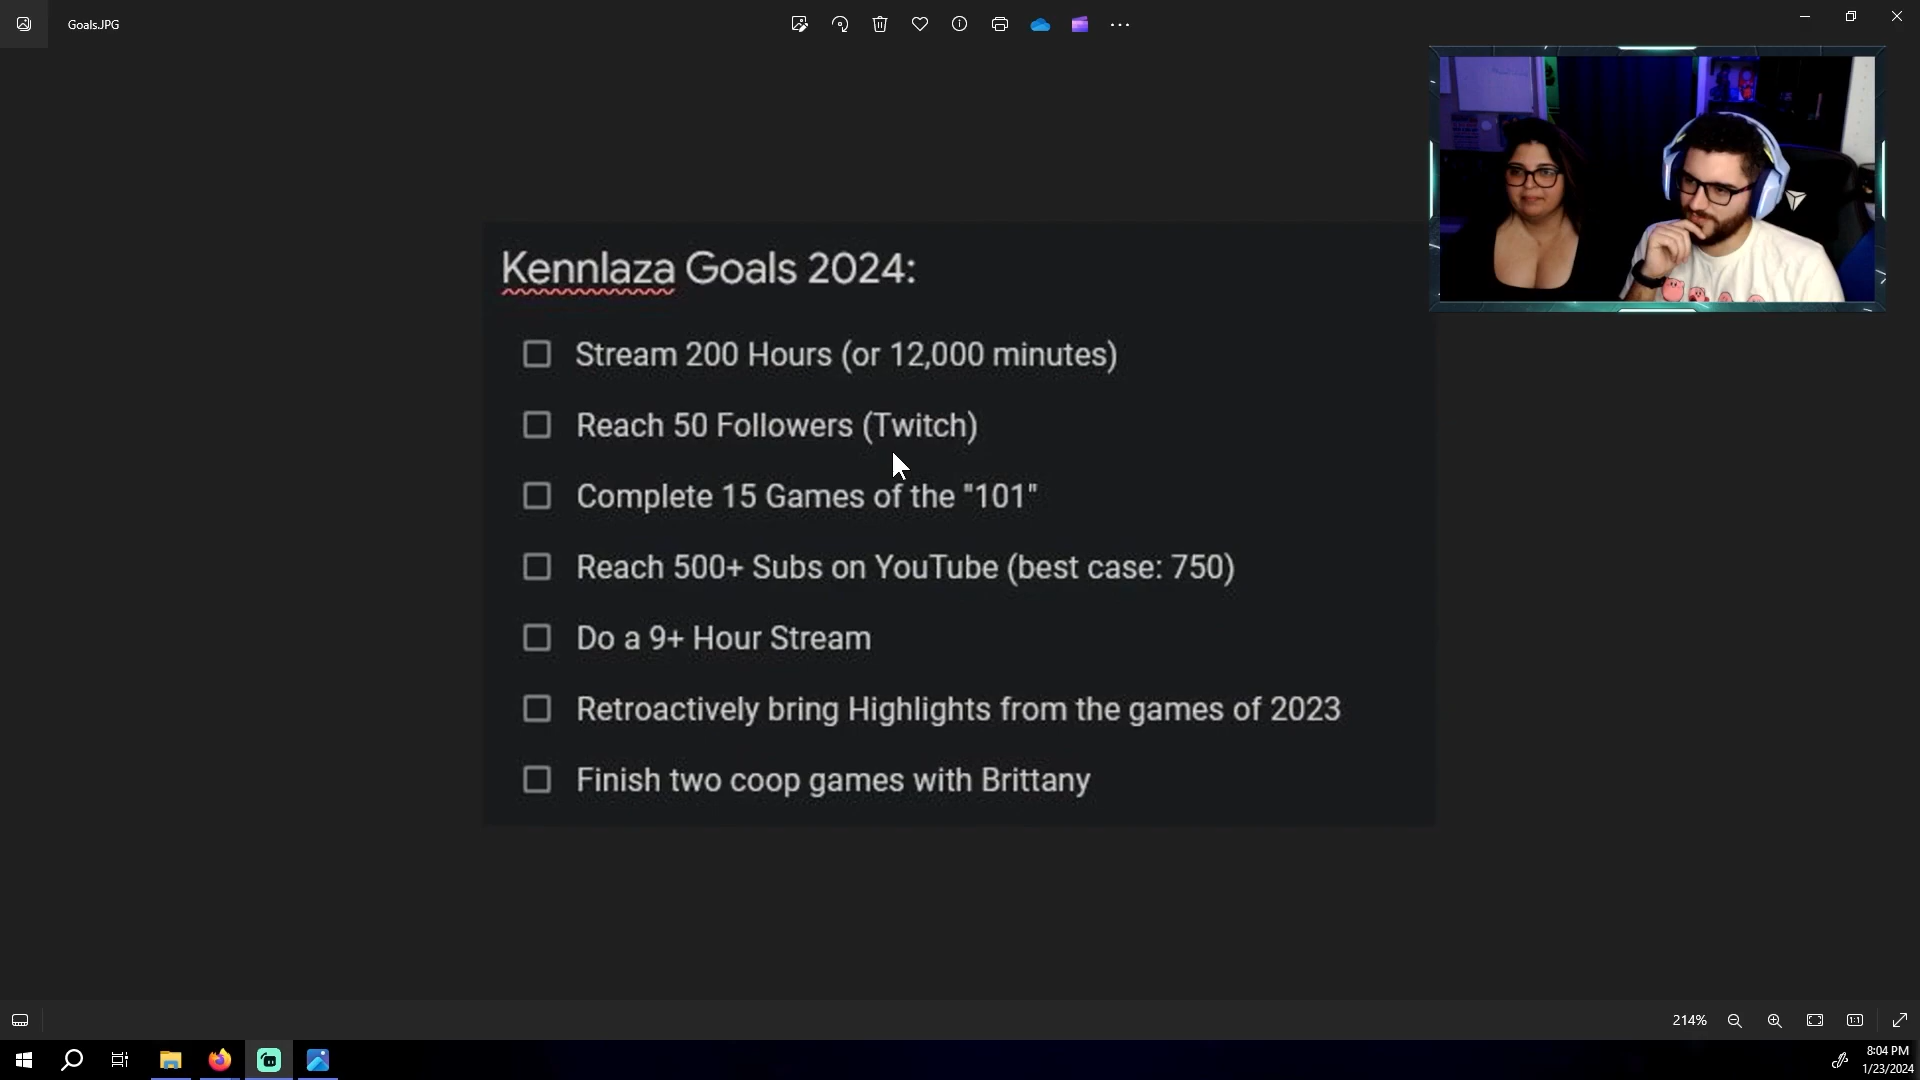 Goals.JPG
Kennlaza Goals 2024:
Stream 200 Hours (or 12,000 minutes)
Reach 50 Followers (Twitch)
Complete 15 Games of the "101"
Reach 500+ Subs on YouTube (best case: 750)
Do a 9+ Hour Stream
Retroactively bring Highlights from the games of 2023
Finish two coop games with Brittany
214%
8:04 PM
1/23/2024